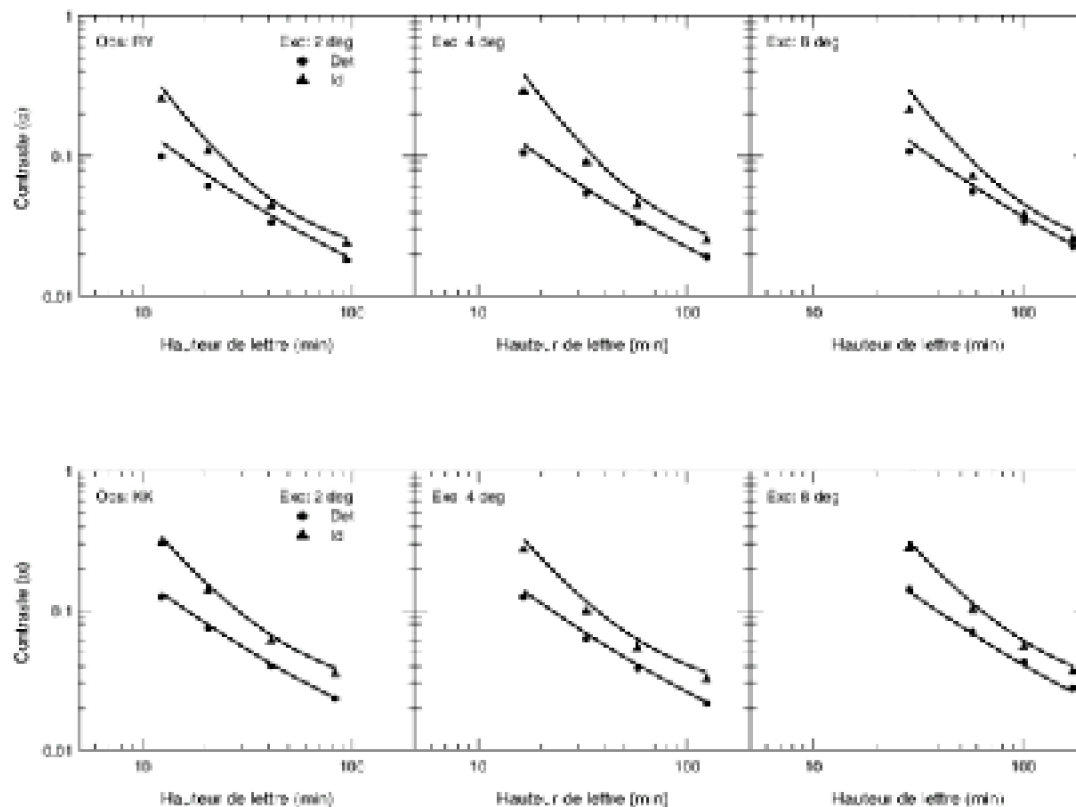 1
Obs: RY Exc: 2 deg Exc: 4 deg Exc: 8 deg
Det
Id
Contraste (α)
0.1
0.01
10 100 10 100 10 100
Hauteur de lettre (min) Hauteur de lettre (min) Hauteur de lettre (min)
1
Obs: KK Exc: 2 deg Exc: 4 deg Exc: 8 deg
Det
Id
Contraste (α)
0.1
0.01
10 100 10 100 10 100
Hauteur de lettre (min) Hauteur de lettre (min) Hauteur de lettre (min)